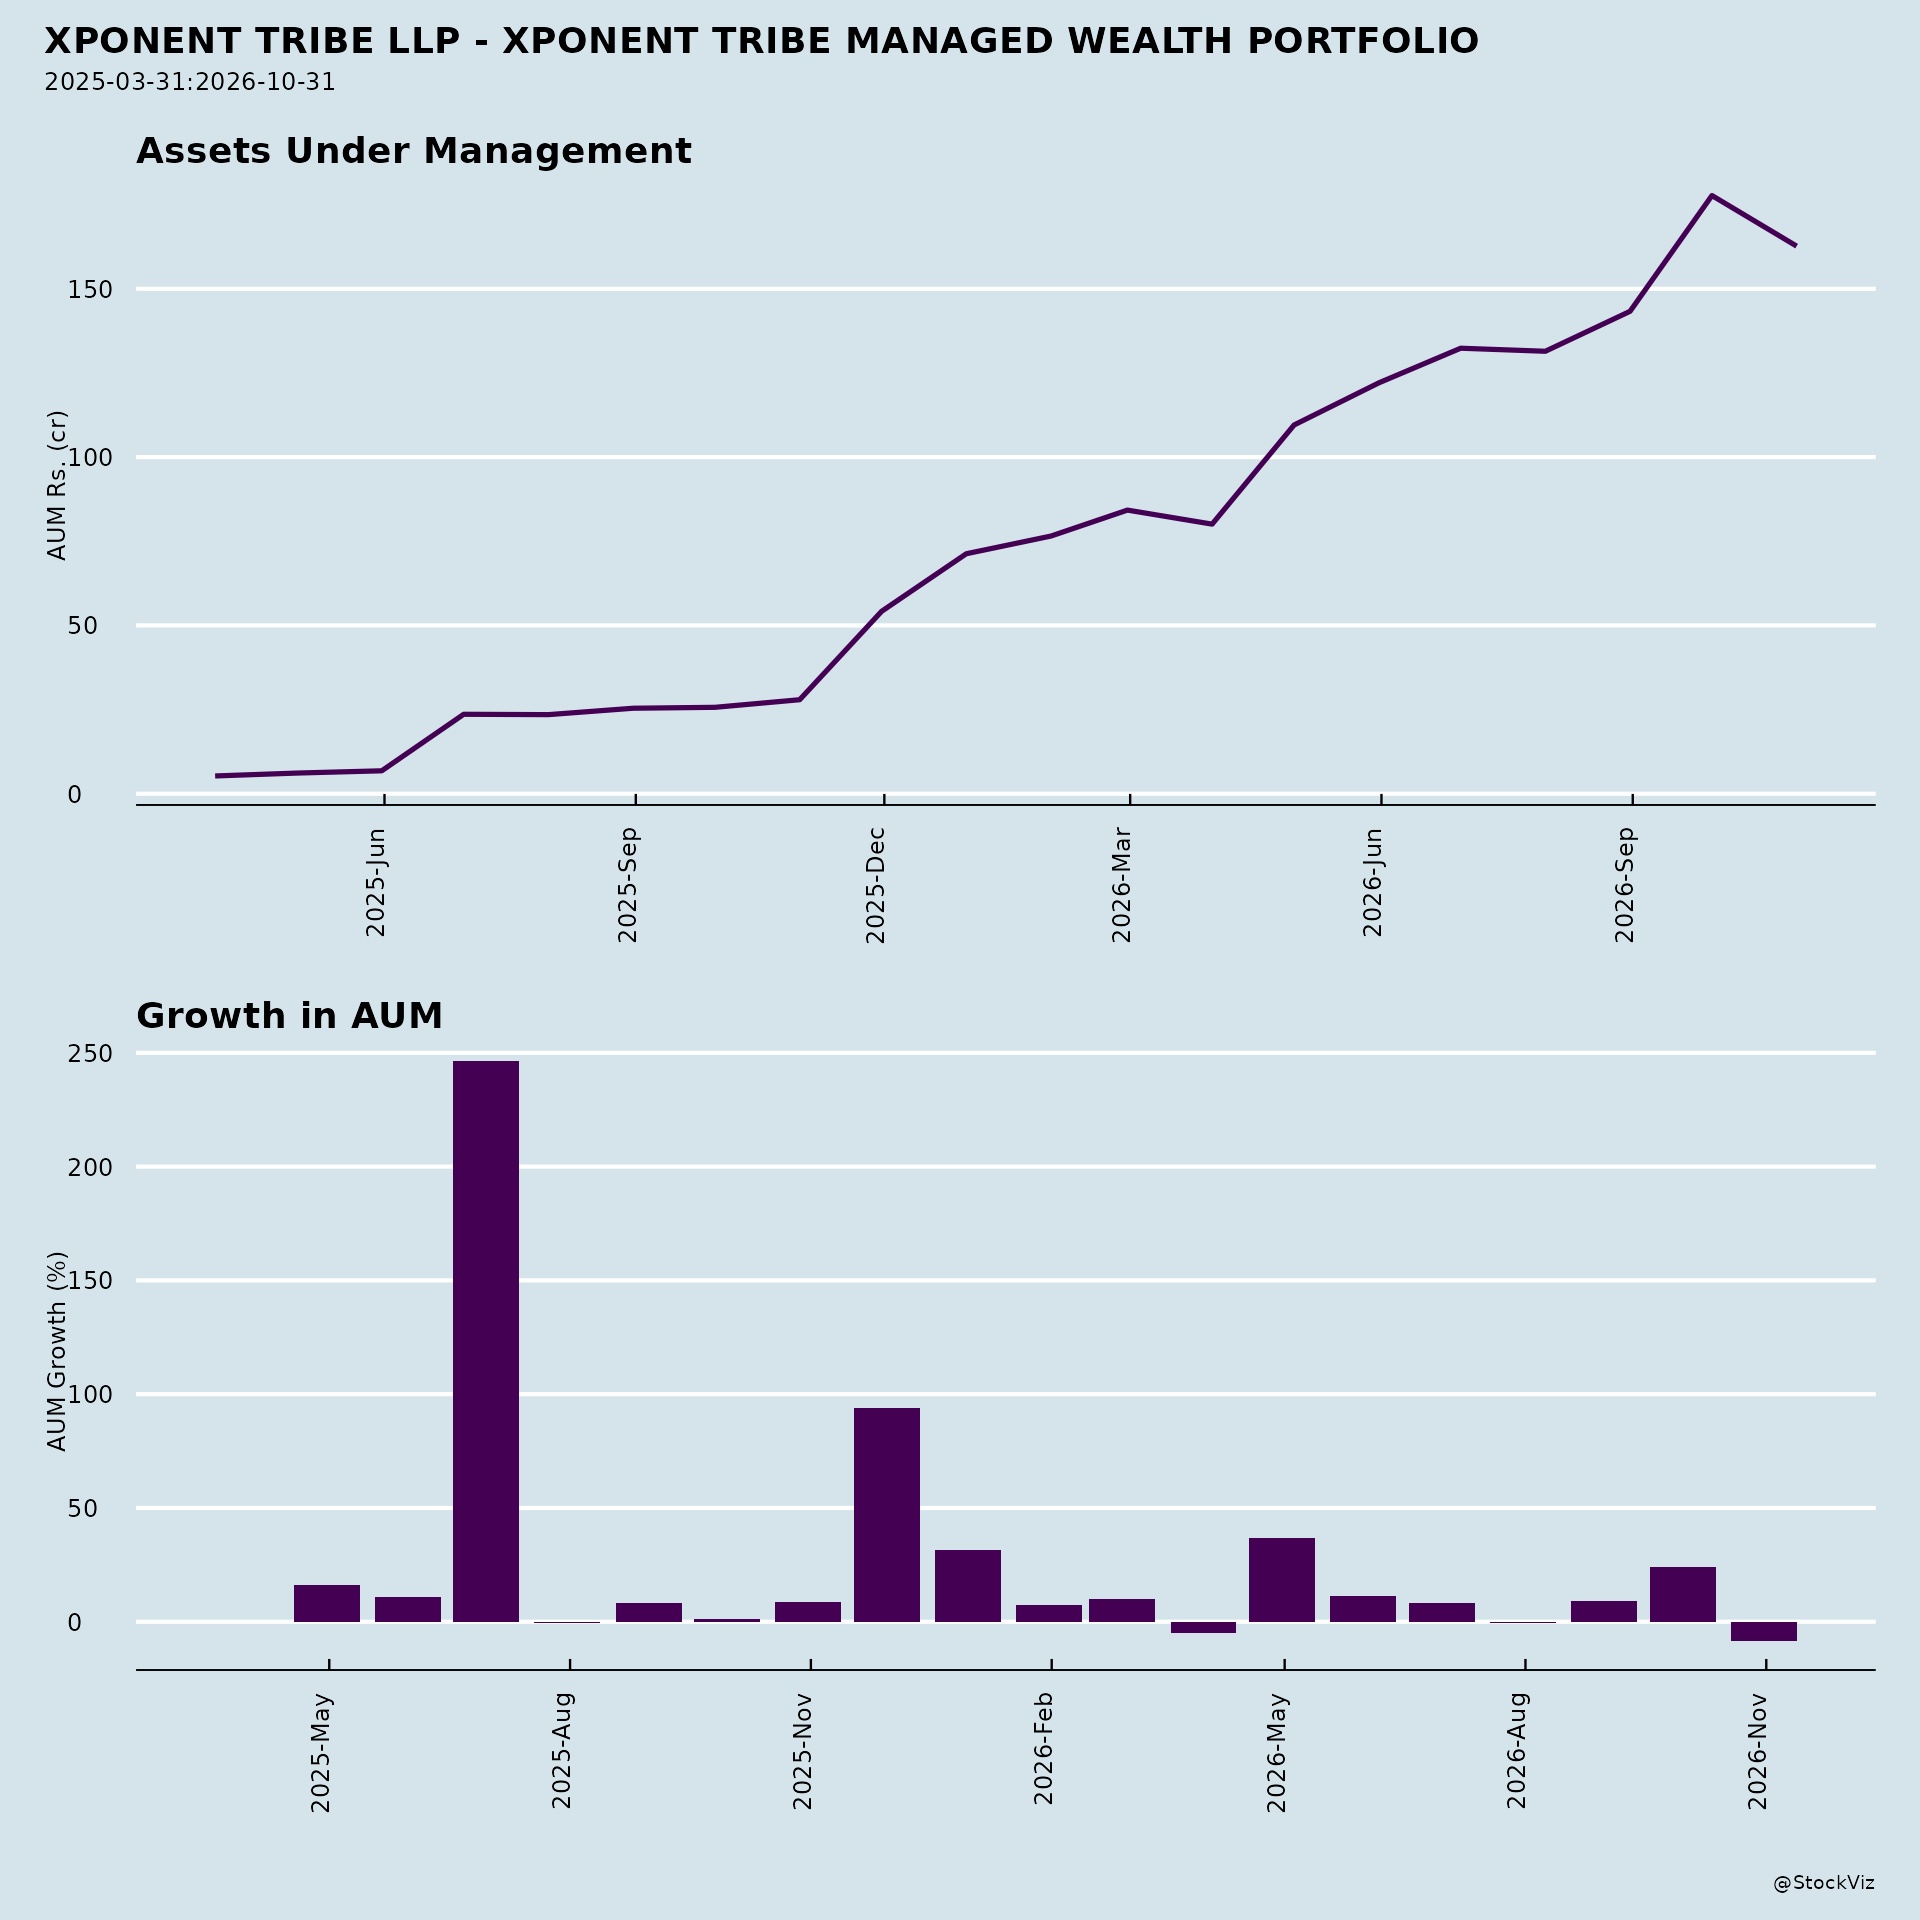 XPONENT TRIBE LLP - XPONENT TRIBE MANAGED WEALTH PORTFOLIO
2025-03-31:2026-10-31
Assets Under Management
AUM Rs. (cr)
150
100
50
0
2025-Jun
2025-Sep
2025-Dec
2026-Mar
2026-Jun
2026-Sep
Growth in AUM
AUM Growth (%)
250
200
150
100
50
0
2025-May
2025-Aug
2025-Nov
2026-Feb
2026-May
2026-Aug
2026-Nov
@StockViz